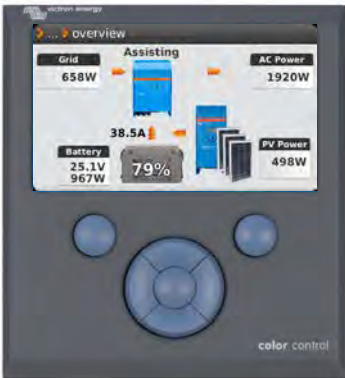 victron energy
... overview
Assisting
Grid
658W
AC Power
1920W
38.5A
Battery
25.1V
967W
79%
PV Power
498W
color control